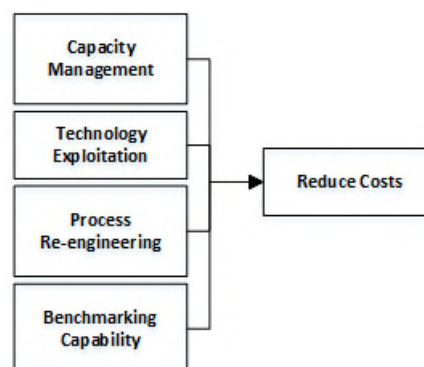 Capacity
Management
Technology
Exploitation
Reduce Costs
Process
Re-engineering
Benchmarking
Capability